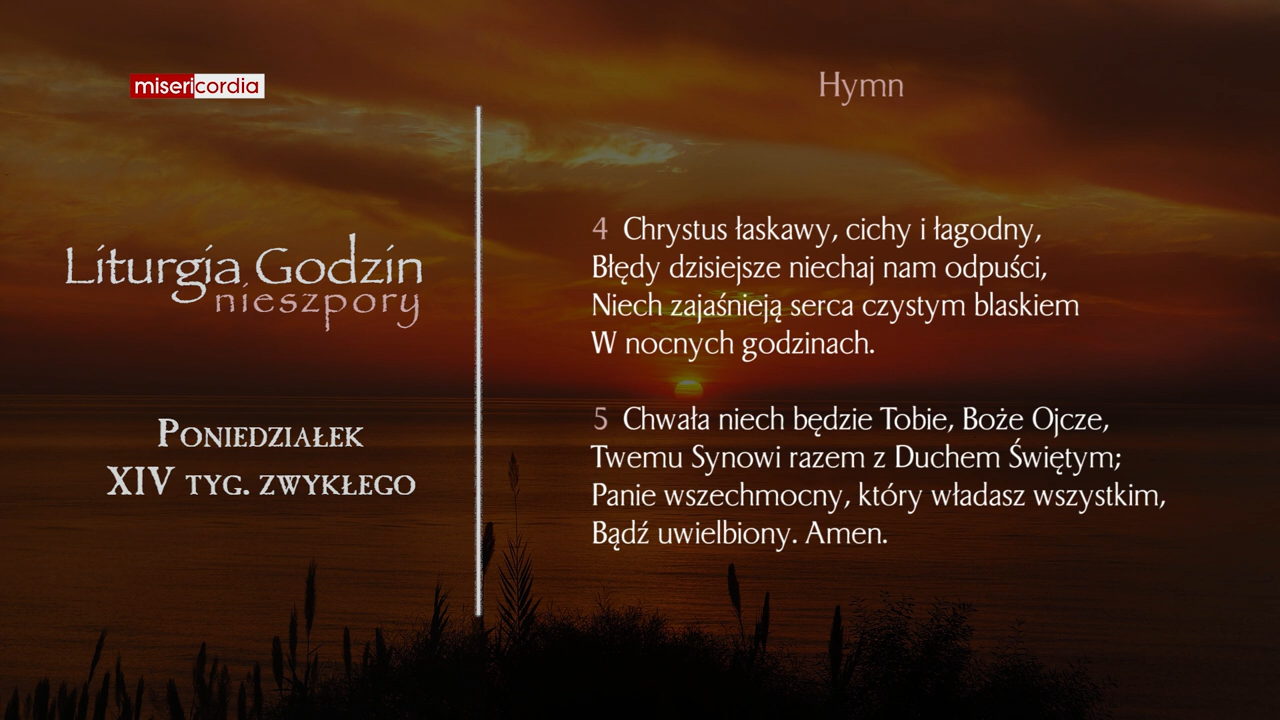 misericordia
Liturgia Godzin
nieszpory
Poniedziałek
XIV tyg. zwykłego
Hymn
4 Chrystus łaskawy, cichy i łagodny,
Błędy dzisiejsze niechaj nam odpuści,
Niech zajaśnieją serca czystym blaskiem
W nocnych godzinach.
5 Chwała niech będzie Tobie, Boże Ojcze,
Twemu Synowi razem z Duchem Świętym;
Panie wszechmocny, który władasz wszystkim,
Bądź uwielbiony. Amen.